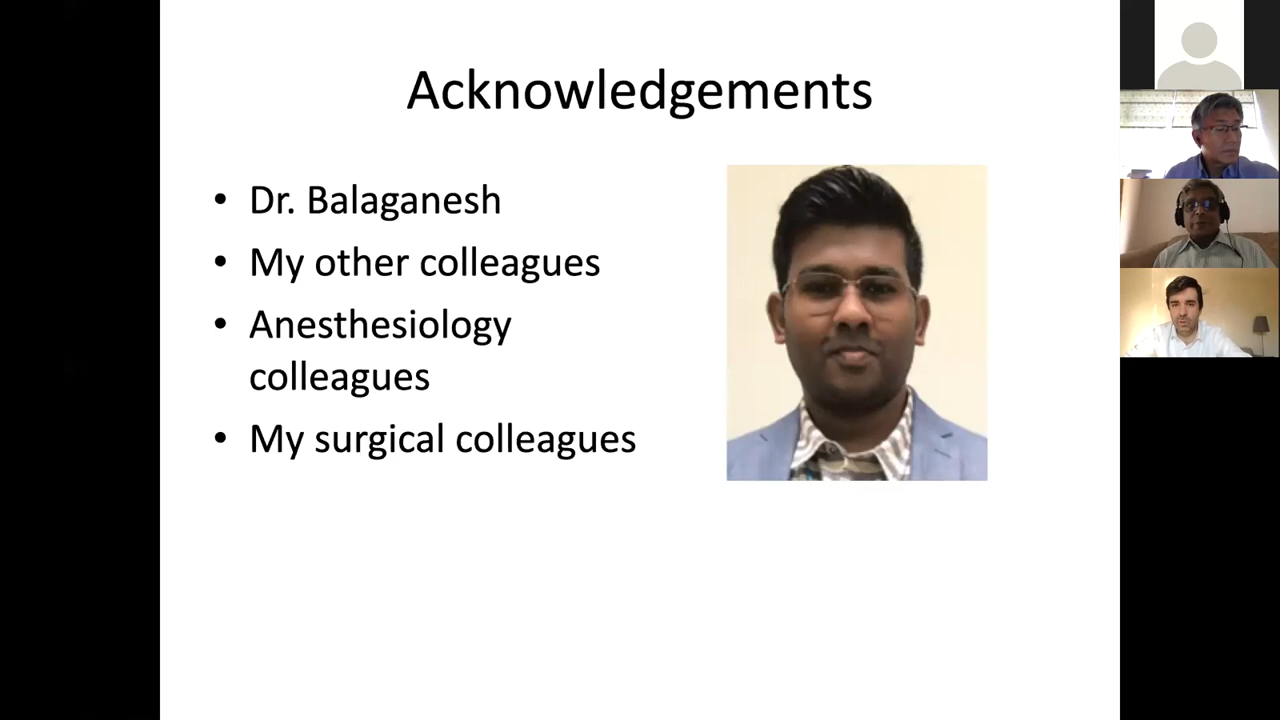 Acknowledgements
• Dr. Balaganesh
• My other colleagues
• Anesthesiology
colleagues
• My surgical colleagues